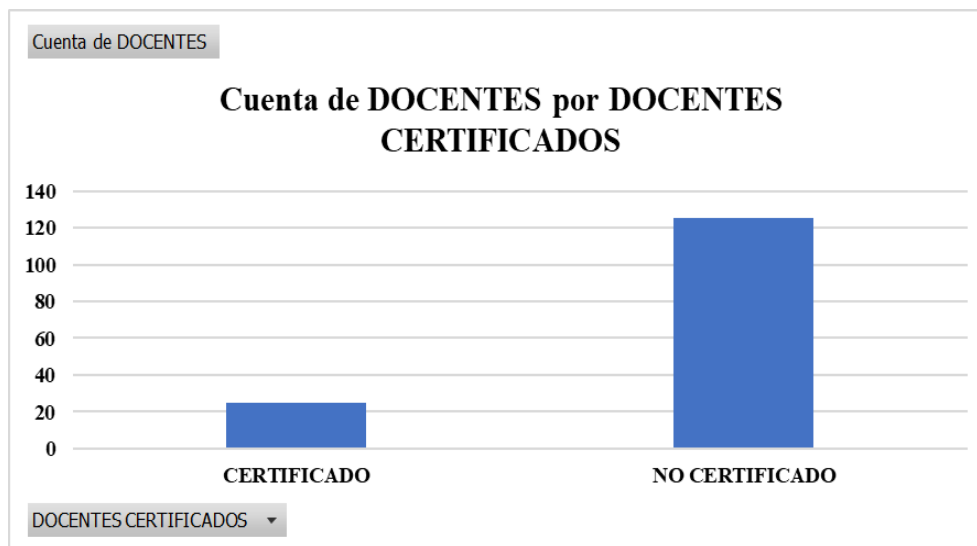 Cuenta de DOCENTES
Cuenta de DOCENTES por DOCENTES
CERTIFICADOS
140
120
100
80
60
40
20
0
CERTIFICADO
NO CERTIFICADO
DOCENTES CERTIFICADOS